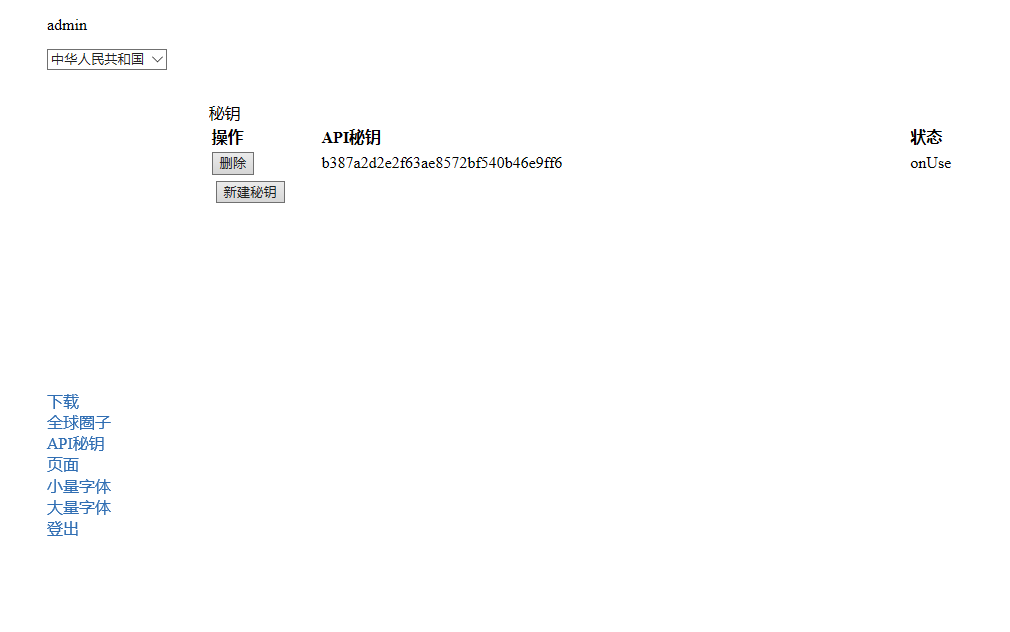 admin
中华人民共和国
秘钥
操作 API秘钥 状态
删除 b387a2d2e2f63ae8572bf540b46e9ff6 onUse
新建秘钥
下载
全球圈子
API秘钥
页面
小量字体
大量字体
登出